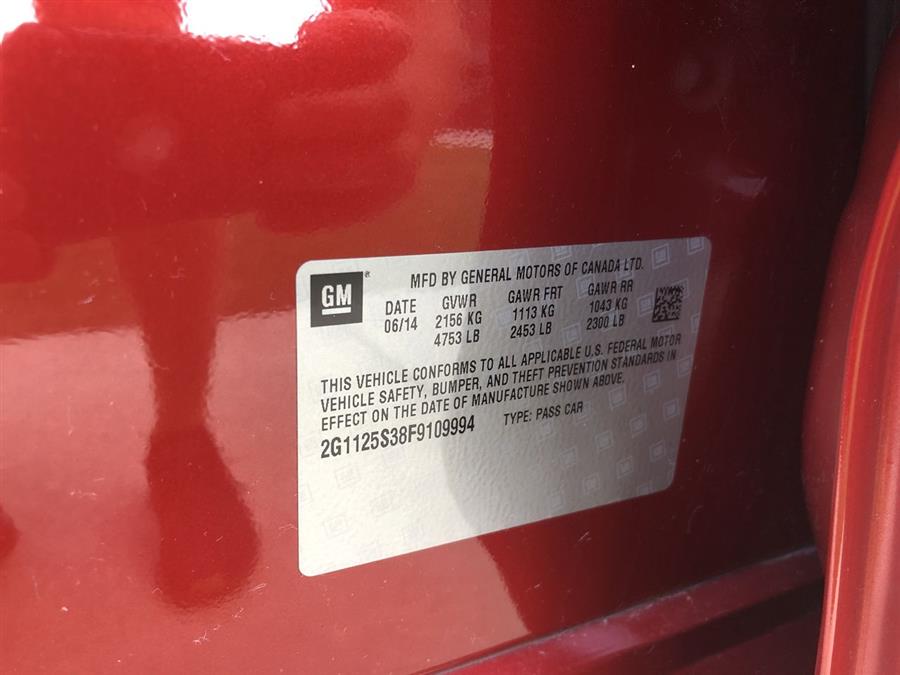 GM®
MFD BY GENERAL MOTORS OF CANADA LTD.
DATE GVWR GAWR FRT GAWR RR
06/14 2156 KG 1113 KG 1043 KG
4753 LB 2453 LB 2300 LB
THIS VEHICLE CONFORMS TO ALL APPLICABLE U.S. FEDERAL MOTOR
VEHICLE SAFETY, BUMPER, AND THEFT PREVENTION STANDARDS IN
EFFECT ON THE DATE OF MANUFACTURE SHOWN ABOVE.
2G1125S38F9109994 TYPE: PASS CAR